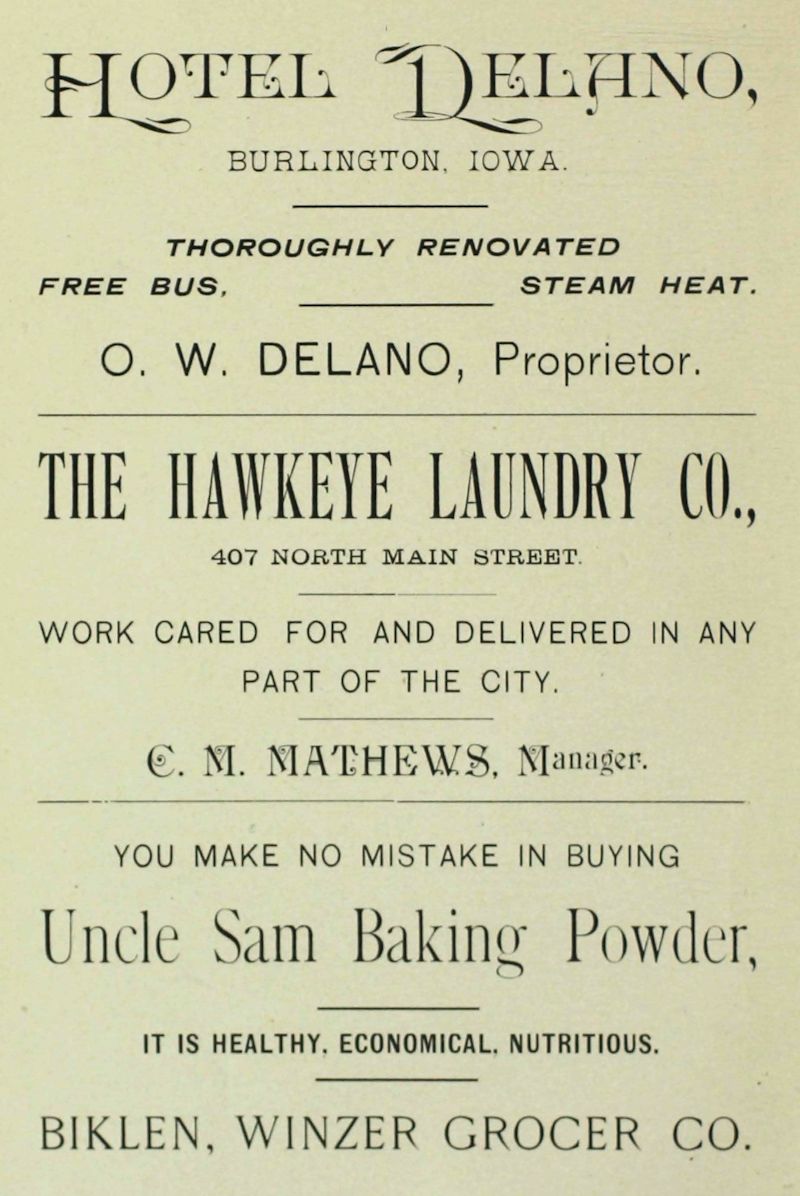 HOTEL DELANO,
BURLINGTON, IOWA.
THOROUGHLY RENOVATED
FREE BUS, STEAM HEAT.
O. W. DELANO, Proprietor.
THE HAWKEYE LAUNDRY CO.,
407 NORTH MAIN STREET.
WORK CARED FOR AND DELIVERED IN ANY
PART OF THE CITY.
C. M. MATHEWS, Manager.
YOU MAKE NO MISTAKE IN BUYING
Uncle Sam Baking Powder,
IT IS HEALTHY. ECONOMICAL. NUTRITIOUS.
BIKLEN, WINZER GROCER CO.